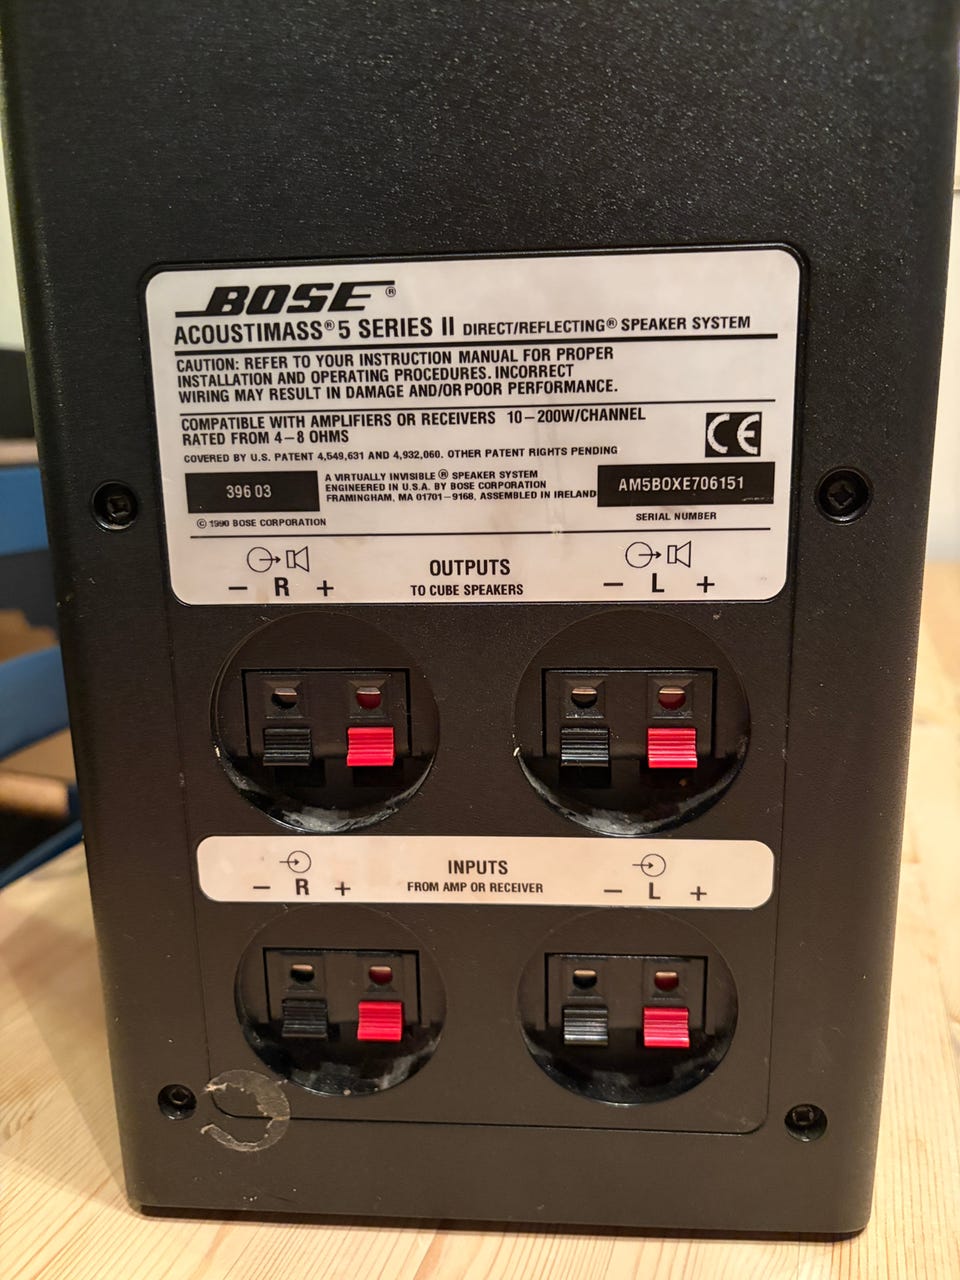 BOSE®
ACOUSTIMASS® 5 SERIES II DIRECT/REFLECTING® SPEAKER SYSTEM
CAUTION: REFER TO YOUR INSTRUCTION MANUAL FOR PROPER
INSTALLATION AND OPERATING PROCEDURES. INCORRECT
WIRING MAY RESULT IN DAMAGE AND/OR POOR PERFORMANCE.
COMPATIBLE WITH AMPLIFIERS OR RECEIVERS 10–200W/CHANNEL
RATED FROM 4–8 OHMS
CE
COVERED BY U.S. PATENT 4,549,631 AND 4,932,060. OTHER PATENT RIGHTS PENDING
396 03
A VIRTUALLY INVISIBLE® SPEAKER SYSTEM
ENGINEERED IN U.S.A. BY BOSE CORPORATION
FRAMINGHAM, MA 01701–9168, ASSEMBLED IN IRELAND
AM5BOXE706151
© 1990 BOSE CORPORATION
SERIAL NUMBER
− R +
OUTPUTS
TO CUBE SPEAKERS
− L +
− R +
INPUTS
FROM AMP OR RECEIVER
− L +